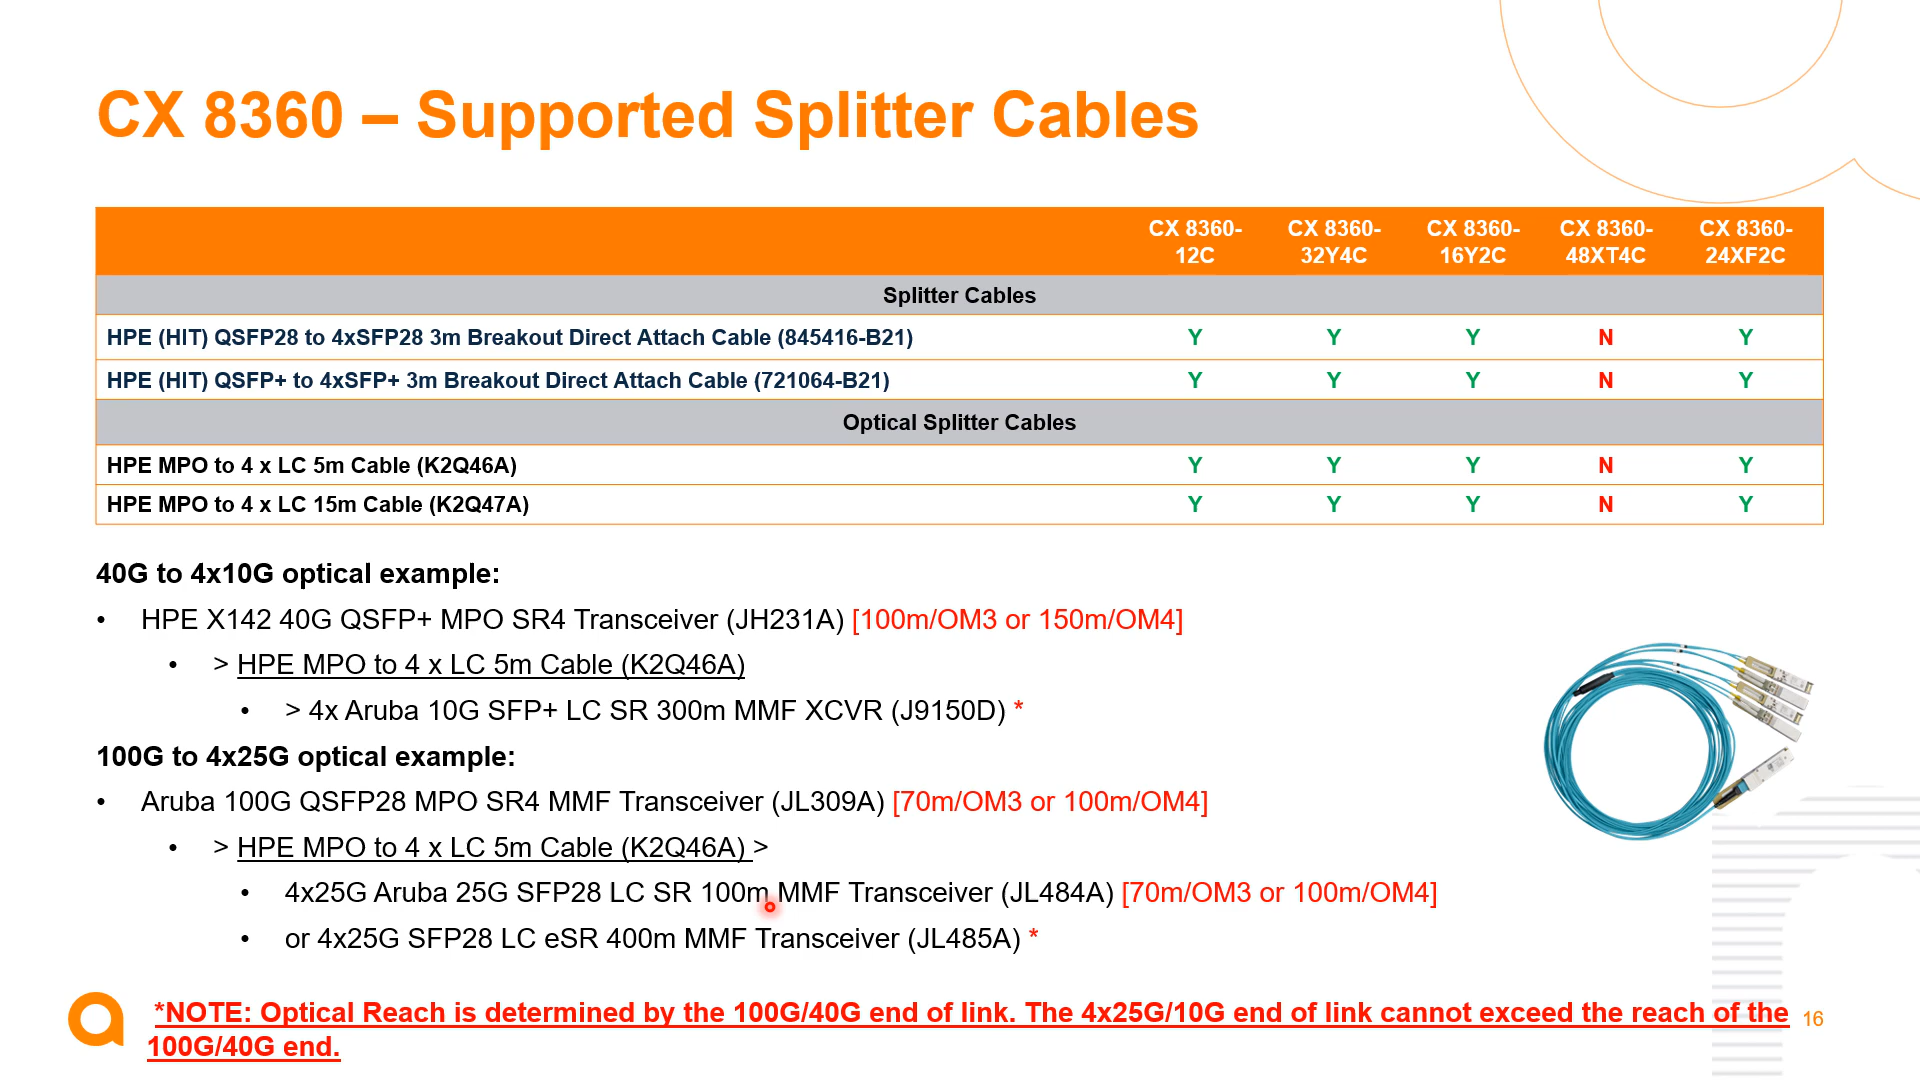 CX 8360 – Supported Splitter Cables
CX 8360-12C CX 8360-32Y4C CX 8360-16Y2C CX 8360-48XT4C CX 8360-24XF2C
Splitter Cables
HPE (HIT) QSFP28 to 4xSFP28 3m Breakout Direct Attach Cable (845416-B21) Y Y Y N Y
HPE (HIT) QSFP+ to 4xSFP+ 3m Breakout Direct Attach Cable (721064-B21) Y Y Y N Y
Optical Splitter Cables
HPE MPO to 4 x LC 5m Cable (K2Q46A) Y Y Y N Y
HPE MPO to 4 x LC 15m Cable (K2Q47A) Y Y Y N Y
40G to 4x10G optical example:
• HPE X142 40G QSFP+ MPO SR4 Transceiver (JH231A) [100m/OM3 or 150m/OM4]
• > HPE MPO to 4 x LC 5m Cable (K2Q46A)
• > 4x Aruba 10G SFP+ LC SR 300m MMF XCVR (J9150D) *
100G to 4x25G optical example:
• Aruba 100G QSFP28 MPO SR4 MMF Transceiver (JL309A) [70m/OM3 or 100m/OM4]
• > HPE MPO to 4 x LC 5m Cable (K2Q46A) >
• 4x25G Aruba 25G SFP28 LC SR 100m MMF Transceiver (JL484A) [70m/OM3 or 100m/OM4]
• or 4x25G SFP28 LC eSR 400m MMF Transceiver (JL485A) *
*NOTE: Optical Reach is determined by the 100G/40G end of link. The 4x25G/10G end of link cannot exceed the reach of the
100G/40G end.
16